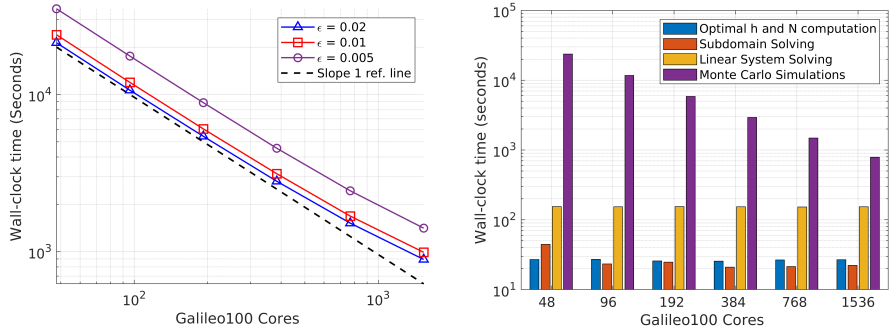 Wall-clock time (Seconds)
10^4
10^3
ϵ = 0.02
ϵ = 0.01
ϵ = 0.005
Slope 1 ref. line
10^2
10^3
Galileo100 Cores
Wall-clock time (seconds)
10^5
10^4
10^3
10^2
10^1
Optimal h and N computation
Subdomain Solving
Linear System Solving
Monte Carlo Simulations
48 96 192 384 768 1536
Galileo100 Cores